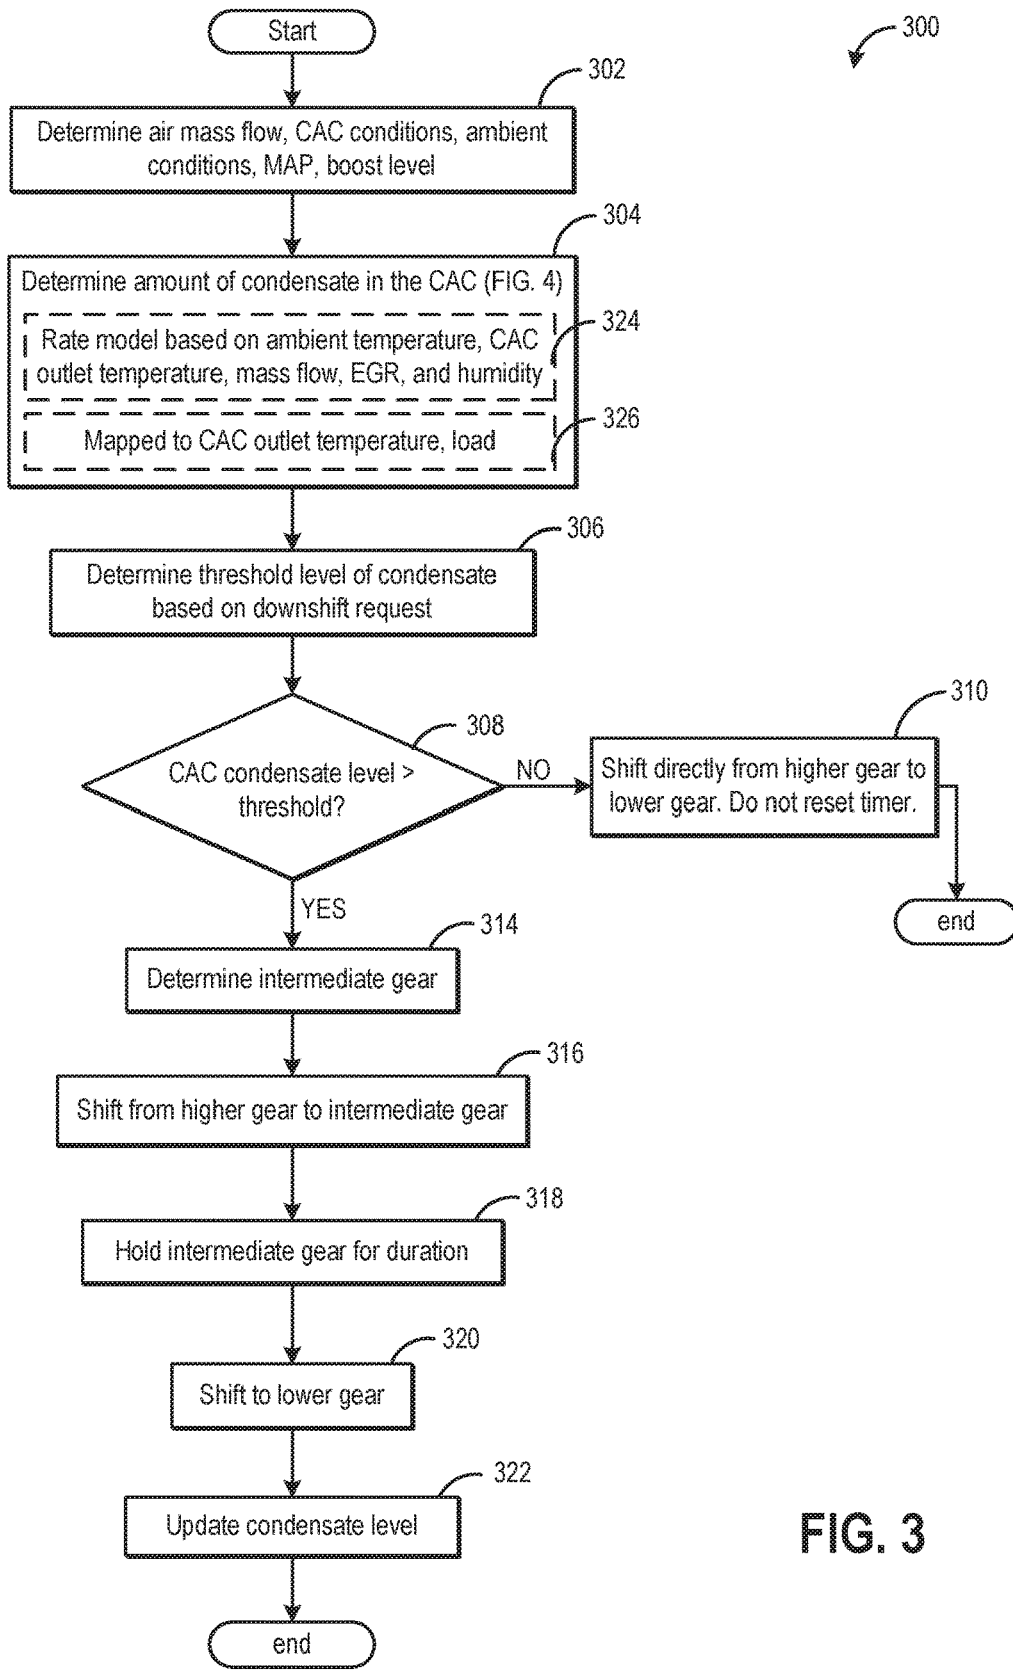 Start
300
302
Determine air mass flow, CAC conditions, ambient
conditions, MAP, boost level
304
Determine amount of condensate in the CAC (FIG. 4)
324
Rate model based on ambient temperature, CAC
outlet temperature, mass flow, EGR, and humidity
326
Mapped to CAC outlet temperature, load
306
Determine threshold level of condensate
based on downshift request
308
CAC condensate level >
threshold?
NO
310
Shift directly from higher gear to
lower gear. Do not reset timer.
end
YES
314
Determine intermediate gear
316
Shift from higher gear to intermediate gear
318
Hold intermediate gear for duration
320
Shift to lower gear
322
Update condensate level
end
FIG. 3